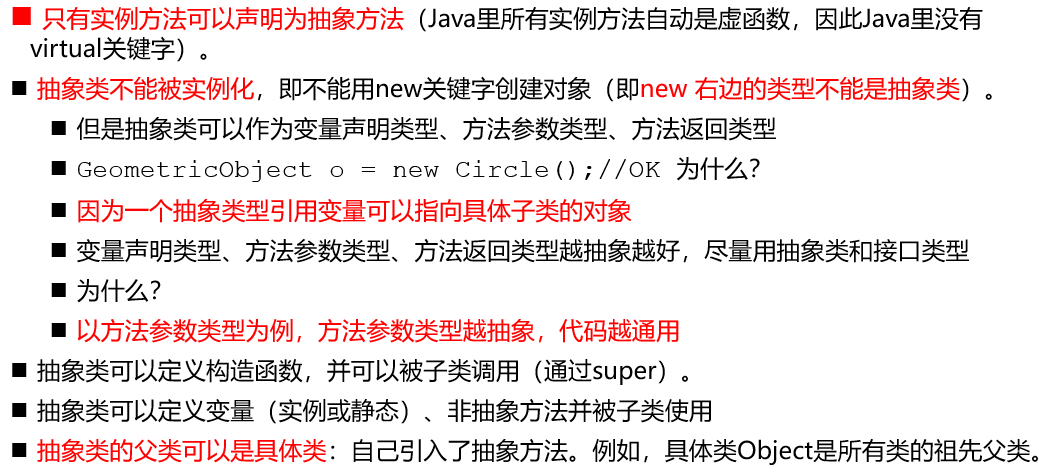 只有实例方法可以声明为抽象方法（Java里所有实例方法自动是虚函数，因此Java里没有
virtual关键字）。
抽象类不能被实例化，即不能用new关键字创建对象（即new 右边的类型不能是抽象类）。
但是抽象类可以作为变量声明类型、方法参数类型、方法返回类型
GeometricObject o = new Circle();//OK 为什么？
因为一个抽象类型引用变量可以指向具体子类的对象
变量声明类型、方法参数类型、方法返回类型越抽象越好，尽量用抽象类和接口类型
为什么？
以方法参数类型为例，方法参数类型越抽象，代码越通用
抽象类可以定义构造函数，并可以被子类调用（通过super）。
抽象类可以定义变量（实例或静态）、非抽象方法并被子类使用
抽象类的父类可以是具体类：自己引入了抽象方法。例如，具体类Object是所有类的祖先父类。